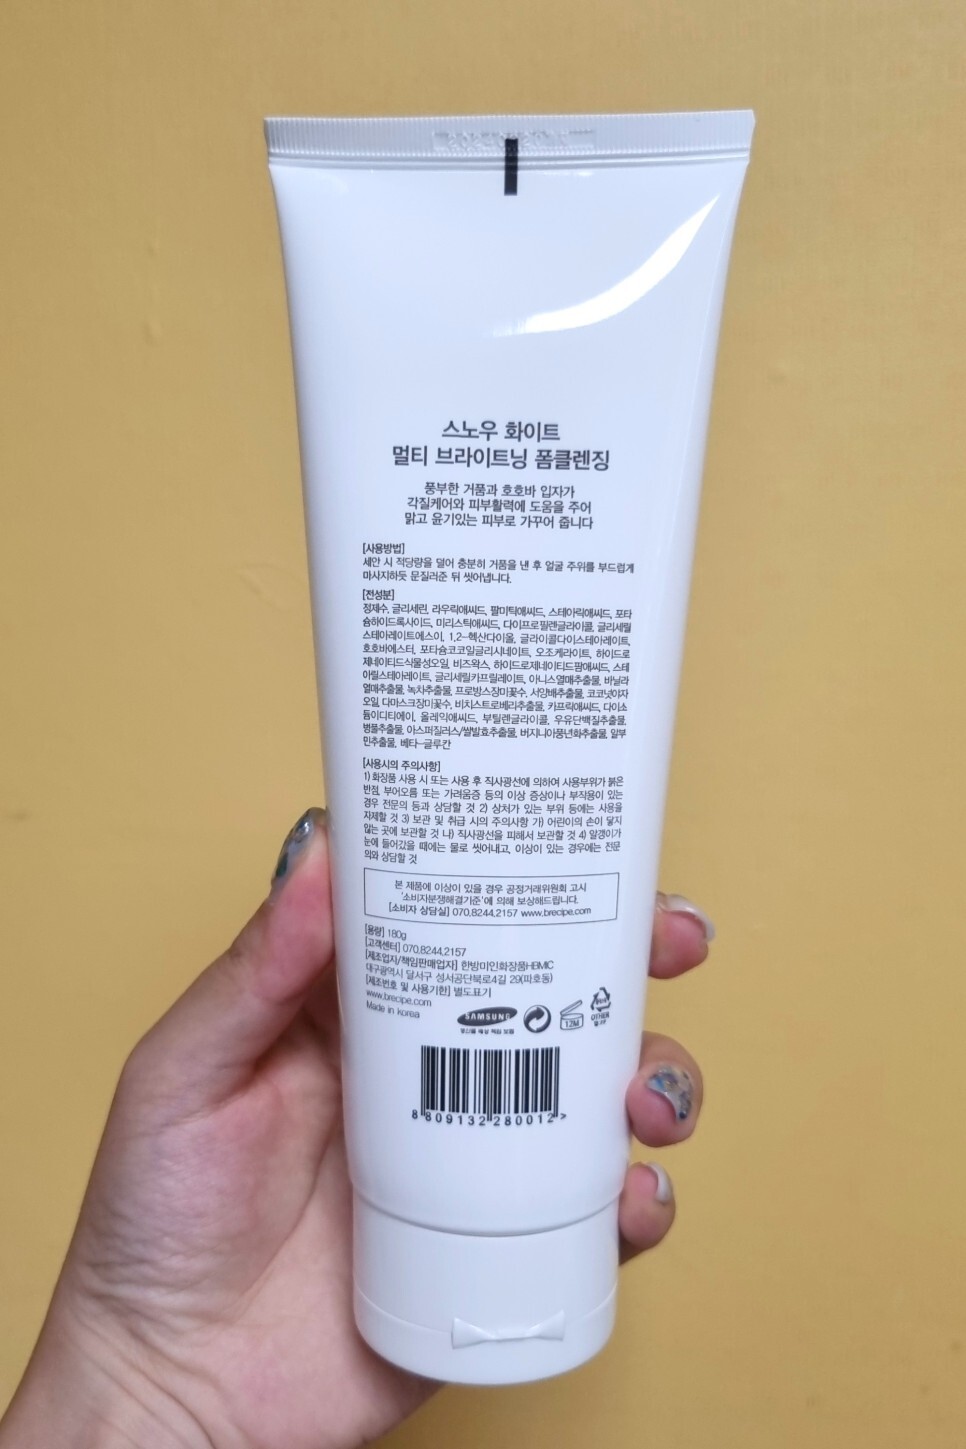 스노우 화이트
멀티 브라이트닝 폼클렌징
풍부한 거품과 호호바 입자가
각질케어와 피부활력에 도움을 주어
맑고 윤기있는 피부로 가꾸어 줍니다
[사용방법]
세안 시 적당량을 덜어 충분히 거품을 낸 후 얼굴 주위를 부드럽게
마사지하듯 문질러준 뒤 씻어냅니다.
[전성분]
정제수, 글리세린, 라우릭애씨드, 팔미틱애씨드, 스테아릭애씨드, 포타
슘하이드록사이드, 미리스틱애씨드, 다이프로필렌글라이콜, 글리세릴
스테아레이트에스이, 1,2-헥산다이올, 글라이콜다이스테아레이트,
호호바에스터, 포타슘코코일글리시네이트, 오조케라이트, 하이드로
제네이티드식물성오일, 비즈왁스, 하이드로제네이티드팜애씨드, 스테
아릴스테아레이트, 글리세릴카프릴레이트, 아니스열매추출물, 바닐라
열매추출물, 녹차추출물, 프로방스장미꽃수, 서양배추출물, 코코넛야자
오일, 다마스크장미꽃수, 비치스트로베리추출물, 카프릭애씨드, 다이소
듐이디티에이, 올레익애씨드, 부틸렌글라이콜, 우유단백질추출물,
병풀추출물, 아스퍼질러스/쌀발효추출물, 버지니아풍년화추출물, 알부
민추출물, 베타-글루칸
[사용시의 주의사항]
1) 화장품 사용 시 또는 사용 후 직사광선에 의하여 사용부위가 붉은
반점, 부어오름 또는 가려움증 등의 이상 증상이나 부작용이 있는
경우 전문의 등과 상담할 것 2) 상처가 있는 부위 등에는 사용을
자제할 것 3) 보관 및 취급 시의 주의사항 가) 어린이의 손이 닿지
않는 곳에 보관할 것 나) 직사광선을 피해서 보관할 것 4) 알갱이가
눈에 들어갔을 때에는 물로 씻어내고, 이상이 있는 경우에는 전문
의와 상담할 것
본 제품에 이상이 있을 경우 공정거래위원회 고시
'소비자분쟁해결기준'에 의해 보상해드립니다.
[소비자 상담실] 070.8244.2157 www.brecipe.com
[용량] 180g
[고객센터] 070.8244.2157
[제조업자/책임판매업자] 한방미인화장품HBMIC
대구광역시 달서구 성서공단북로4길 29(파호동)
[제조번호 및 사용기한] 별도표기
www.brecipe.com
Made in korea
SAMSUNG
12M
OTHER
8 809132 280012 >